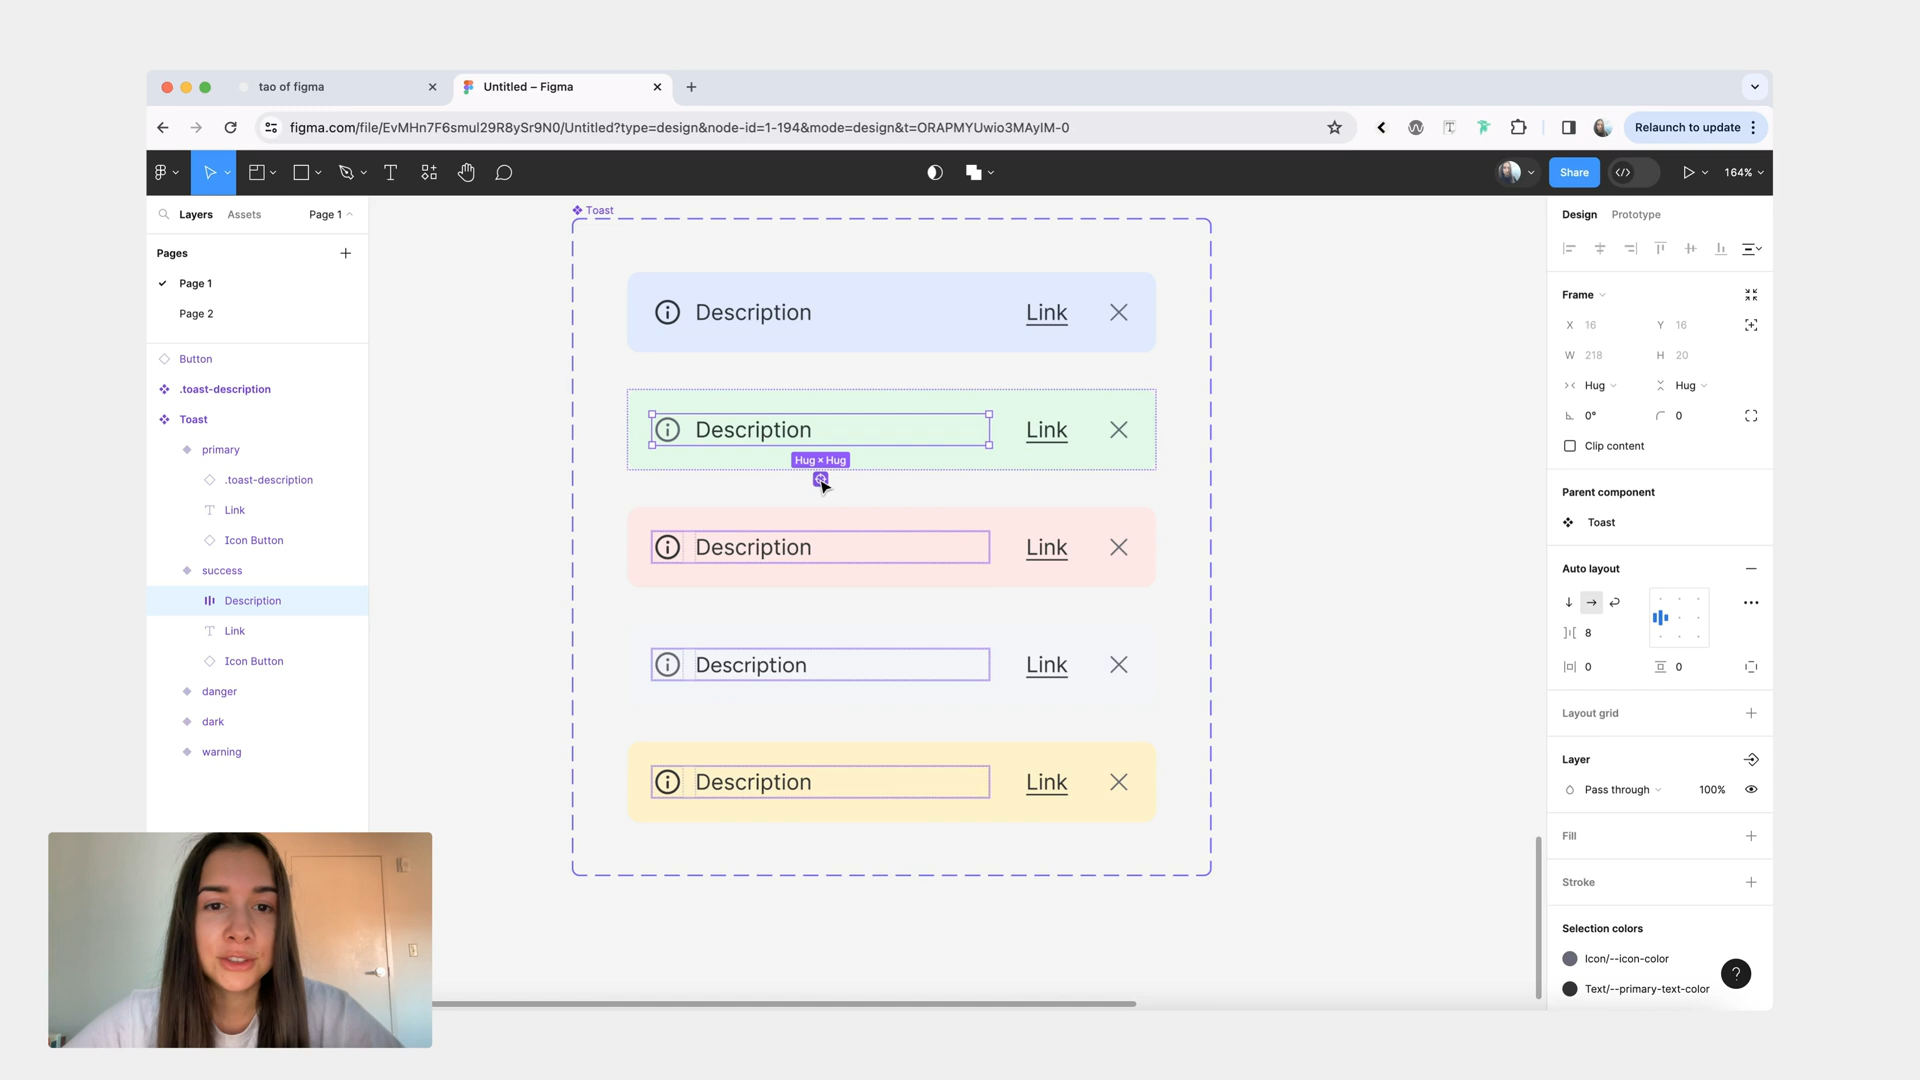 tao of figma
Untitled – Figma
figma.com/file/EvMHn7F6smul29R8ySr9N0/Untitled?type=design&node-id=1-194&mode=design&t=ORAPMYUwio3MAyIM-0
Relaunch to update
Share
164%
Layers
Assets
Page 1
Pages
Page 1
Page 2
Button
.toast-description
Toast
primary
.toast-description
Link
Icon Button
success
Description
Link
Icon Button
danger
dark
warning
Toast
Description
Link
Description
Link
Hug × Hug
Description
Link
Description
Link
Description
Link
Design
Prototype
Frame
X 16 Y 16
W 218 H 20
Hug Hug
0° 0
Clip content
Parent component
Toast
Auto layout
8
0 0
Layout grid
Layer
Pass through 100%
Fill
Stroke
Selection colors
Icon/--icon-color
Text/--primary-text-color
?